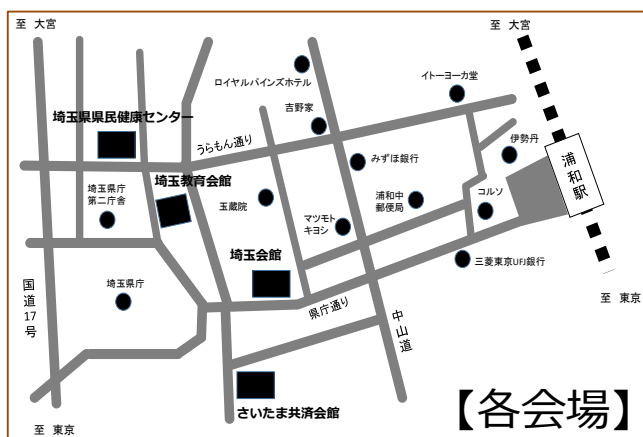 至 大宮
至 大宮
ロイヤルパインズホテル
イトーヨーカ堂
吉野家
埼玉県県民健康センター
うらもん通り
伊勢丹
みずほ銀行
浦和駅
埼玉教育会館
埼玉県庁
第二庁舎
玉蔵院
マツモト
キヨシ
浦和中
郵便局
コルソ
埼玉会館
三菱東京UFJ銀行
国道17号
埼玉県庁
県庁通り
中山道
至 東京
さいたま共済会館
【各会場】
至 東京